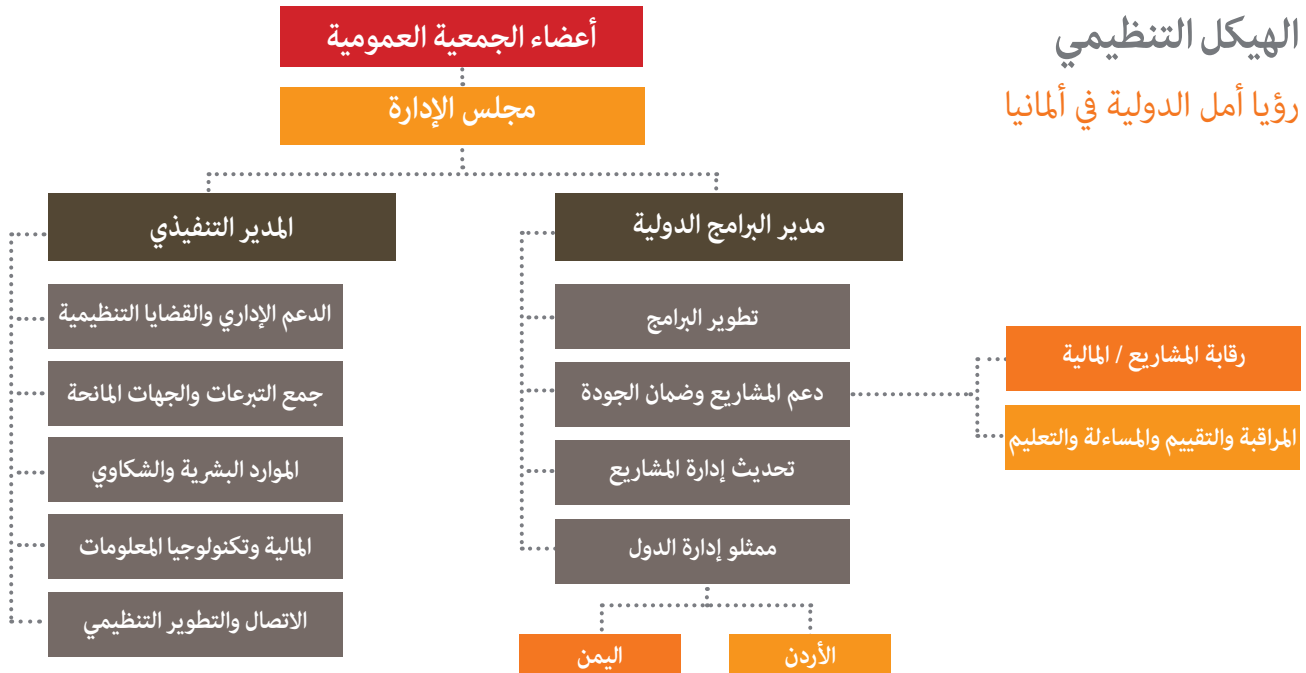 الهيكل التنظيمي
رؤيا أمل الدولية في ألمانيا
أعضاء الجمعية العمومية
مجلس الإدارة
مدير البرامج الدولية
تطوير البرامج
دعم المشاريع وضمان الجودة
تحديث إدارة المشاريع
ممثلو إدارة الدول
رقابة المشاريع / المالية
المراقبة والتقييم والمساءلة والتعليم
الأردن
اليمن
المدير التنفيذي
الدعم الإداري والقضايا التنظيمية
جمع التبرعات والجهات المانحة
الموارد البشرية والشكاوي
المالية وتكنولوجيا المعلومات
الاتصال والتطوير التنظيمي